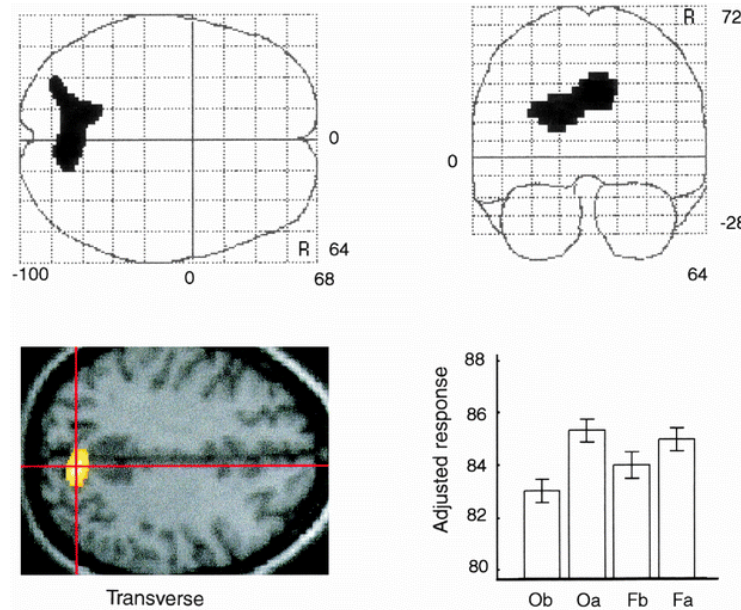 R
0
R
64
-100
0
68
R
72
0
-28
64
Transverse
Adjusted response
88
86
84
82
80
Ob
Oa
Fb
Fa